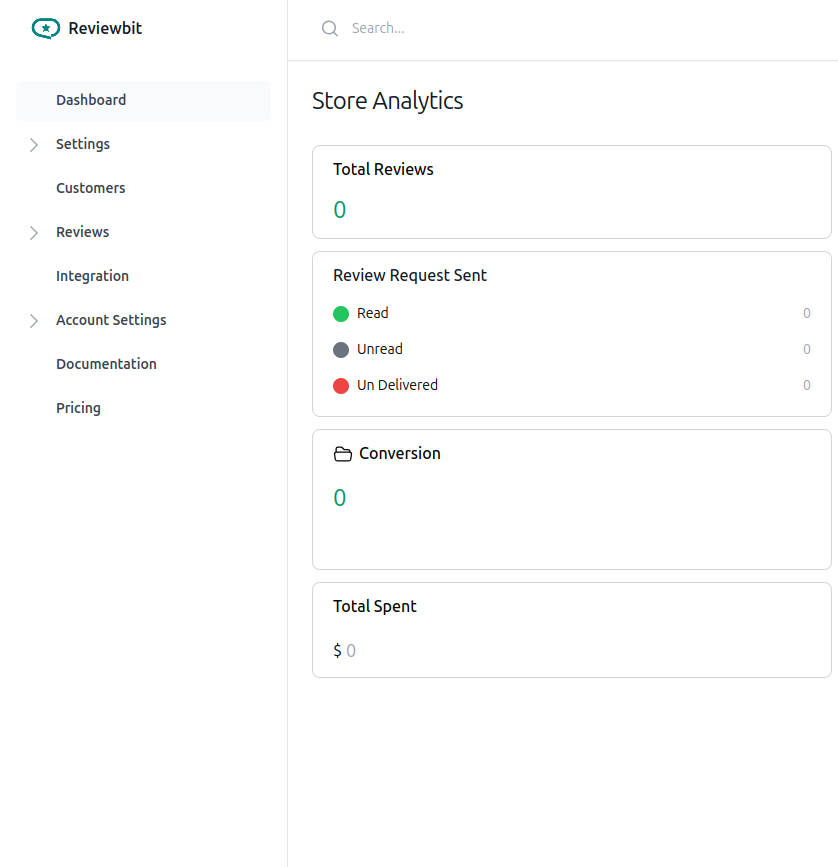 Reviewbit
Search...
Dashboard
Settings
Customers
Reviews
Integration
Account Settings
Documentation
Pricing
Store Analytics
Total Reviews
0
Review Request Sent
Read 0
Unread 0
Un Delivered 0
Conversion
0
Total Spent
$ 0